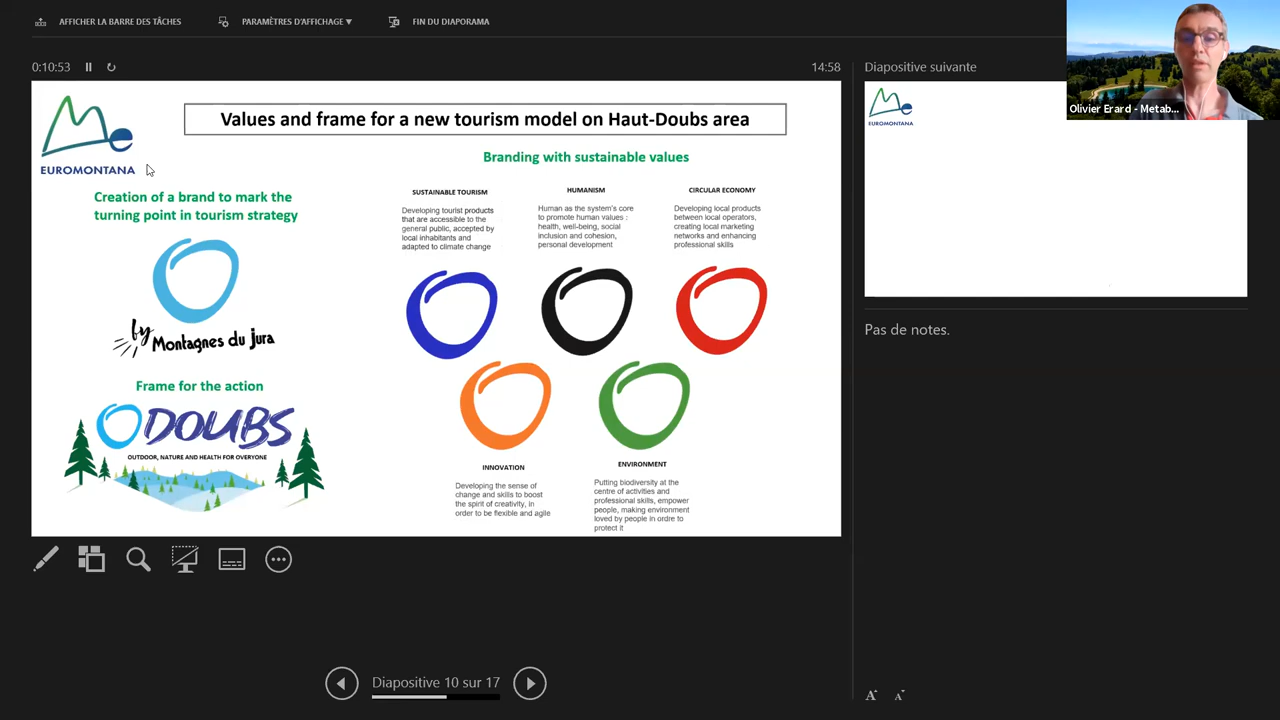 AFFICHER LA BARRE DES TÂCHES
PARAMÈTRES D'AFFICHAGE ▼
FIN DU DIAPORAMA
0:10:53
14:58
Diapositive suivante
Olivier Erard - Metab...
EUROMONTANA
Values and frame for a new tourism model on Haut-Doubs area
Creation of a brand to mark the
turning point in tourism strategy
by
Montagnes du Jura
Frame for the action
ODOUBS
OUTDOOR, NATURE AND HEALTH FOR EVERYONE
Branding with sustainable values
SUSTAINABLE TOURISM
Developing tourist products
that are accessible to the
general public, accepted by
local inhabitants and
adapted to climate change
HUMANISM
Human as the system's core
to promote human values :
health, well-being, social
inclusion and cohesion,
personal development
CIRCULAR ECONOMY
Developing local products
between local operators,
creating local marketing
networks and enhancing
professional skills
INNOVATION
Developing the sense of
change and skills to boost
the spirit of creativity, in
order to be flexible and agile
ENVIRONMENT
Putting biodiversity at the
centre of activities and
professional skills, empower
people, making environment
loved by people in ordre to
protect it
EUROMONTANA
Pas de notes.
Diapositive 10 sur 17
A
A